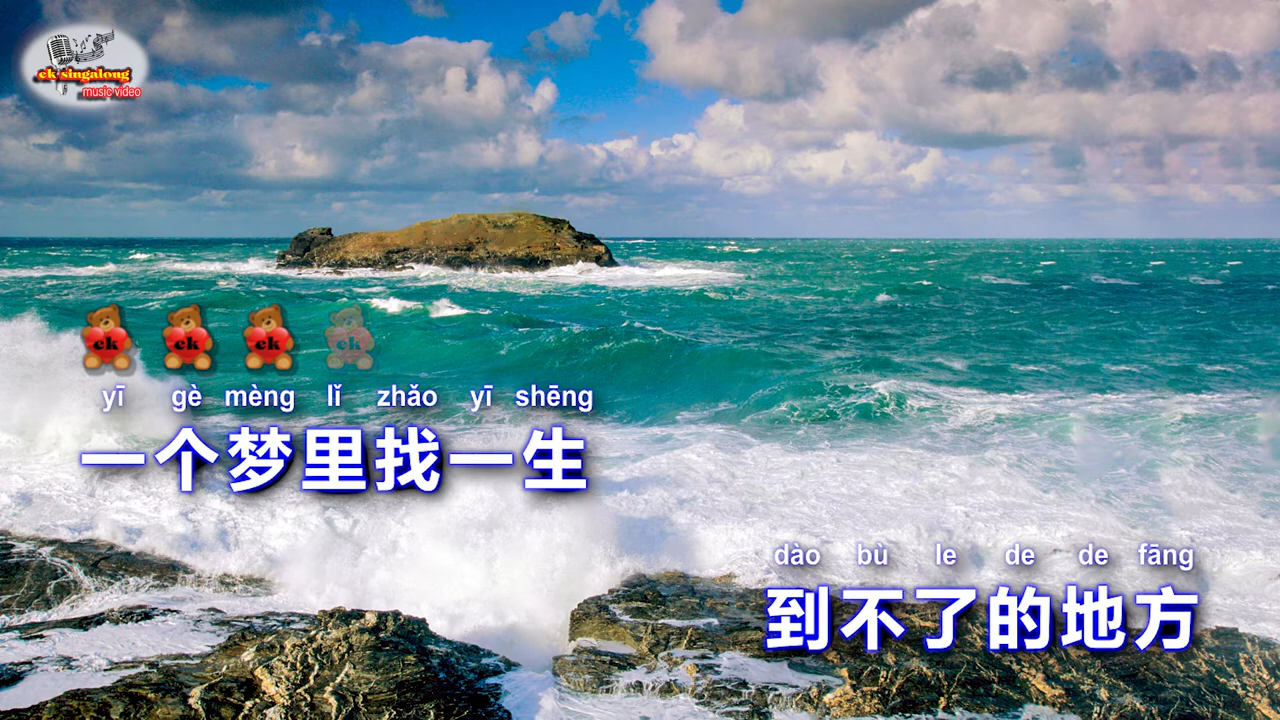 ek singalong
music video
ek ek ek ek
yī gè mèng lǐ zhǎo yī shēng
一个梦里找一生
dào bù le de de fāng
到不了的地方